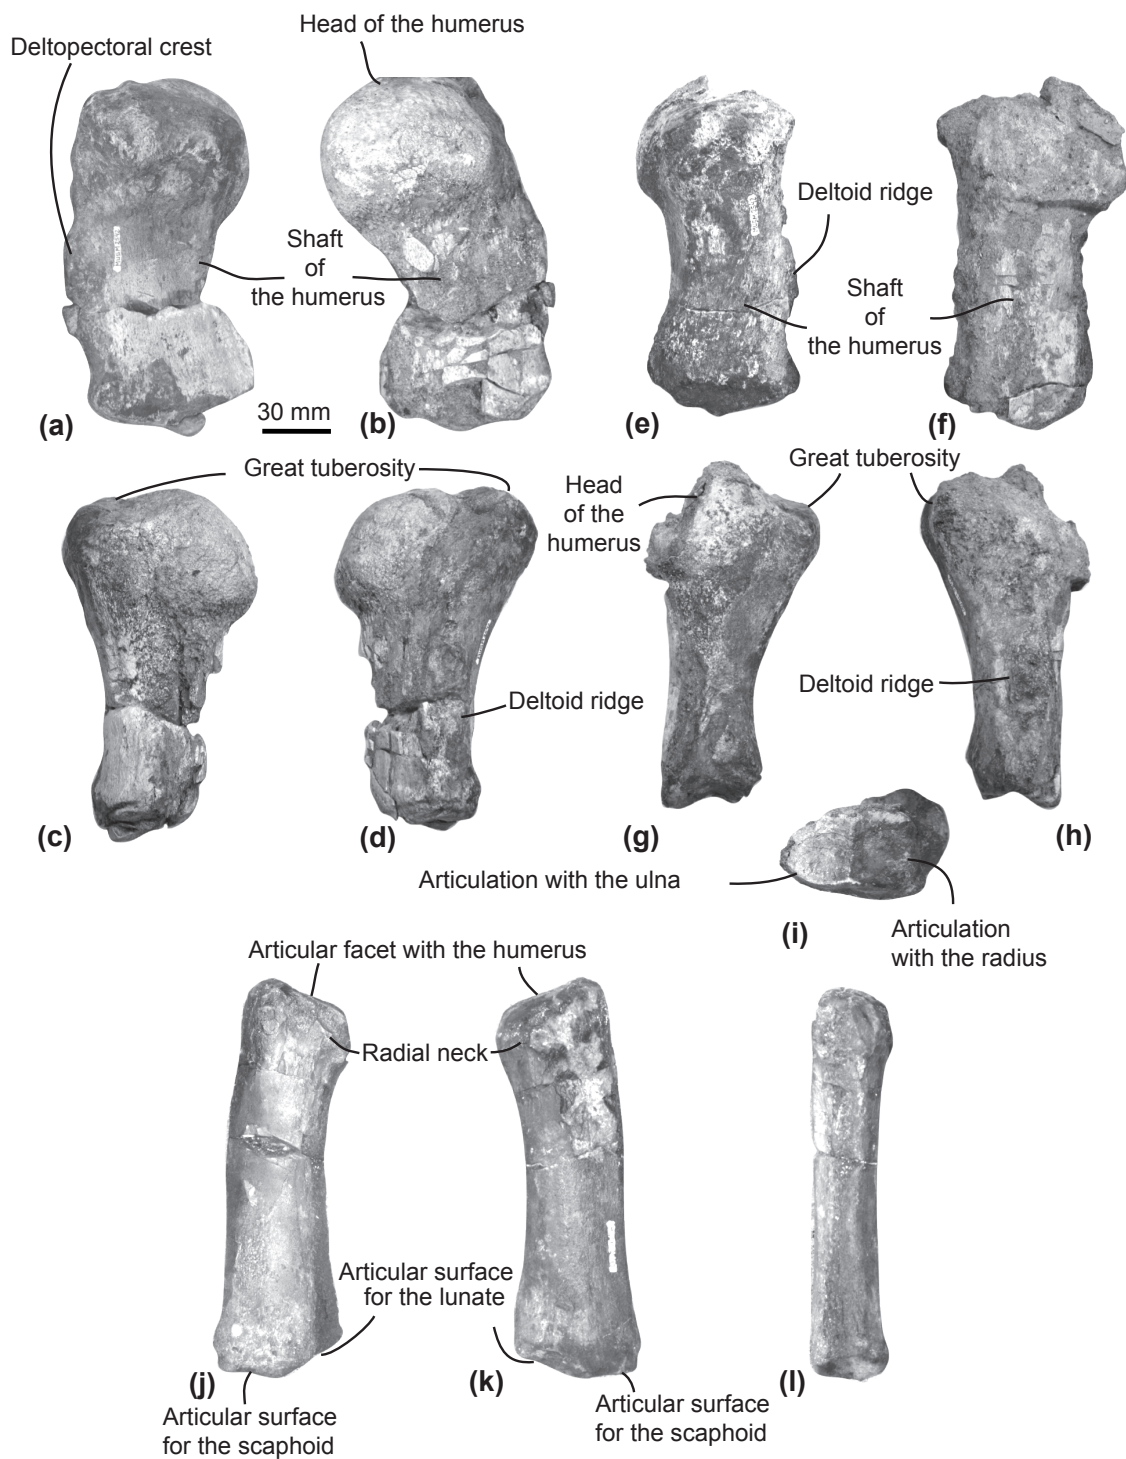 Head of the humerus
Deltopectoral crest
Shaft
of
the humerus
Deltoid ridge
Shaft
of
the humerus
30 mm
(a)
(b)
(e)
(f)
Great tuberosity
Head
of the
humerus
Great tuberosity
Deltoid ridge
Deltoid ridge
(c)
(d)
(g)
(h)
Articulation with the ulna
(i)
Articulation
with the radius
Articular facet with the humerus
Radial neck
Articular surface
for the lunate
(j)
(k)
(l)
Articular surface
for the scaphoid
Articular surface
for the scaphoid